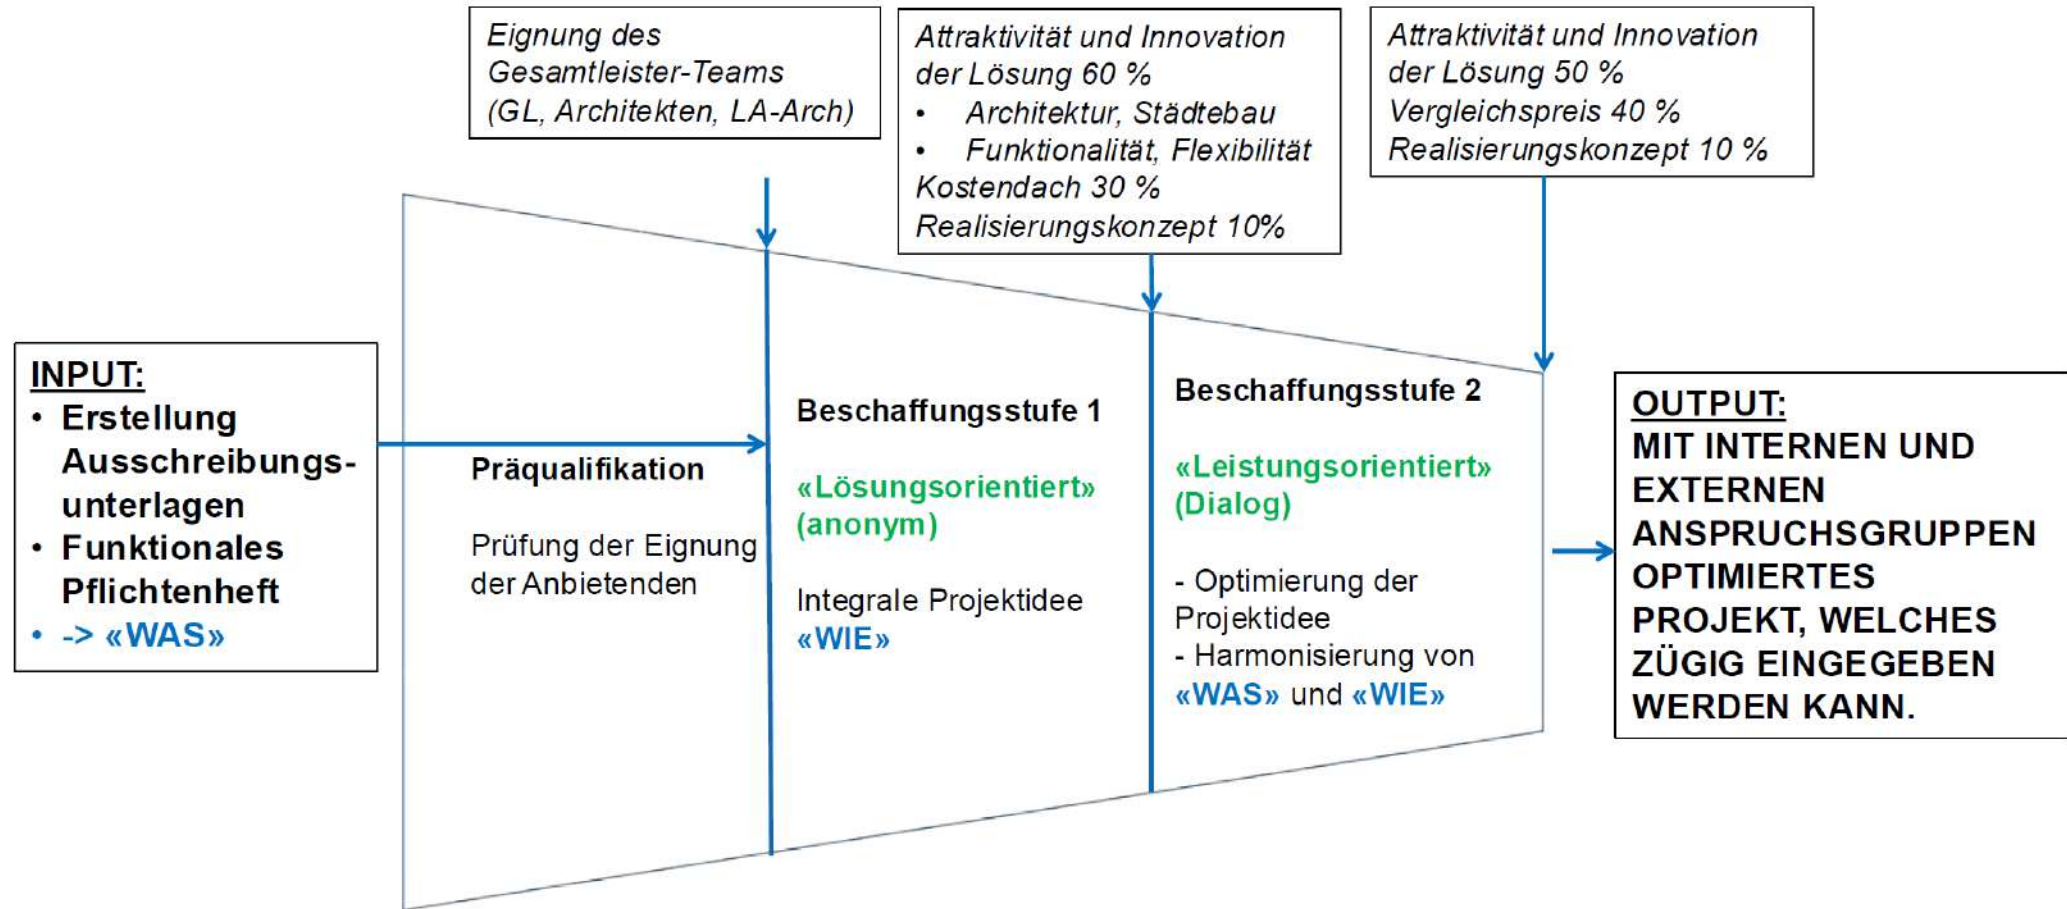 Eignung des
Gesamtleister-Teams
(GL, Architekten, LA-Arch)
Attraktivität und Innovation
der Lösung 60 %
• Architektur, Städtebau
• Funktionalität, Flexibilität
Kostendach 30 %
Realisierungskonzept 10%
Attraktivität und Innovation
der Lösung 50 %
Vergleichspreis 40 %
Realisierungskonzept 10 %
INPUT:
• Erstellung
Ausschreibungs-
unterlagen
• Funktionales
Pflichtenheft
• -> «WAS»
Präqualifikation
Prüfung der Eignung
der Anbietenden
Beschaffungsstufe 1
«Lösungsorientiert»
(anonym)
Integrale Projektidee
«WIE»
Beschaffungsstufe 2
«Leistungsorientiert»
(Dialog)
- Optimierung der
Projektidee
- Harmonisierung von
«WAS» und «WIE»
OUTPUT:
MIT INTERNEN UND
EXTERNEN
ANSPRUCHSGRUPPEN
OPTIMIERTES
PROJEKT, WELCHES
ZÜGIG EINGEGEBEN
WERDEN KANN.